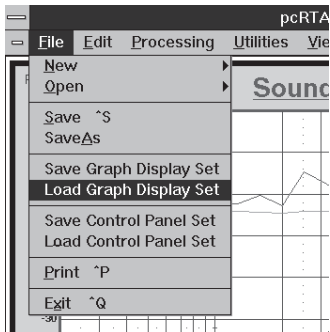 pcRTA
File Edit Processing Utilities Vie
New
Open
Sound
Save ^S
SaveAs
Save Graph Display Set
Load Graph Display Set
Save Control Panel Set
Load Control Panel Set
Print ^P
Exit ^Q
-30